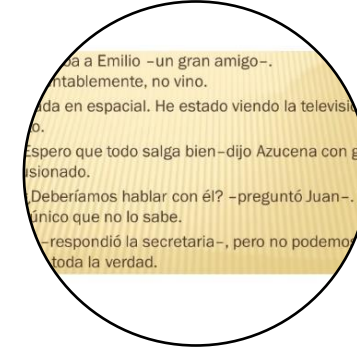 a Emilio –un gran amigo–.
ntablemente, no vino.
da en espacial. He estado viendo la televisi
o.
Espero que todo salga bien–dijo Azucena con g
usionado.
¿Deberíamos hablar con él? –preguntó Juan–.
único que no lo sabe.
–respondió la secretaria–, pero no podemos
toda la verdad.